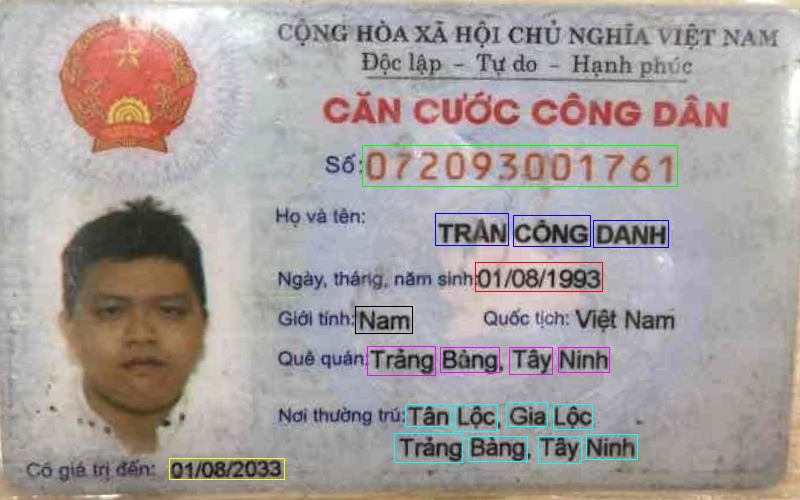 CỘNG HÒA XÃ HỘI CHỦ NGHĨA VIỆT NAM
Độc lập - Tự do - Hạnh phúc
CĂN CƯỚC CÔNG DÂN
Số: 072093001761
Họ và tên: TRẦN CÔNG DANH
Ngày, tháng, năm sinh: 01/08/1993
Giới tính: Nam Quốc tịch: Việt Nam
Quê quán: Trảng Bàng, Tây Ninh
Nơi thường trú: Tân Lộc, Gia Lộc
Trảng Bàng, Tây Ninh
Có giá trị đến: 01/08/2033